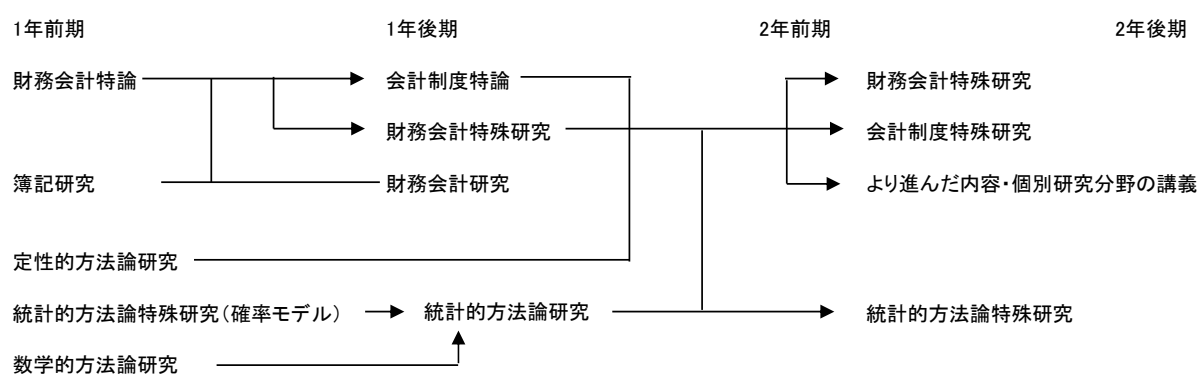 1年前期 1年後期 2年前期 2年後期
財務会計特論 会計制度特論 財務会計特殊研究
財務会計特殊研究 会計制度特殊研究
簿記研究 財務会計研究 より進んだ内容・個別研究分野の講義
定性的方法論研究
統計的方法論特殊研究(確率モデル) 統計的方法論研究 統計的方法論特殊研究
数学的方法論研究